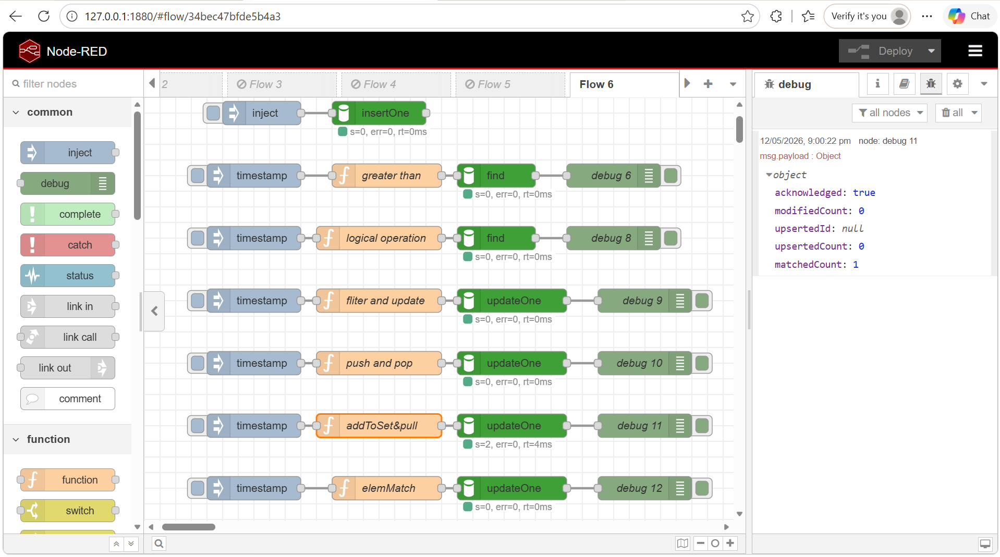 127.0.0.1:1880/#flow/34bec47bfde5b4a3
Verify it's you
Chat
Node-RED
Deploy
filter nodes
2
Flow 3
Flow 4
Flow 5
Flow 6
debug
all nodes
all
common
inject
debug
complete
catch
status
link in
link call
link out
comment
function
function
switch
inject
insertOne
s=0, err=0, rt=0ms
timestamp
greater than
find
debug 6
s=0, err=0, rt=0ms
timestamp
logical operation
find
debug 8
s=0, err=0, rt=0ms
timestamp
fliter and update
updateOne
debug 9
s=0, err=0, rt=0ms
timestamp
push and pop
updateOne
debug 10
s=0, err=0, rt=0ms
timestamp
addToSet&pull
updateOne
debug 11
s=2, err=0, rt=4ms
timestamp
elemMatch
updateOne
debug 12
s=0, err=0, rt=0ms
12/05/2026, 9:00:22 pm node: debug 11
msg.payload : Object
object
acknowledged: true
modifiedCount: 0
upsertedId: null
upsertedCount: 0
matchedCount: 1